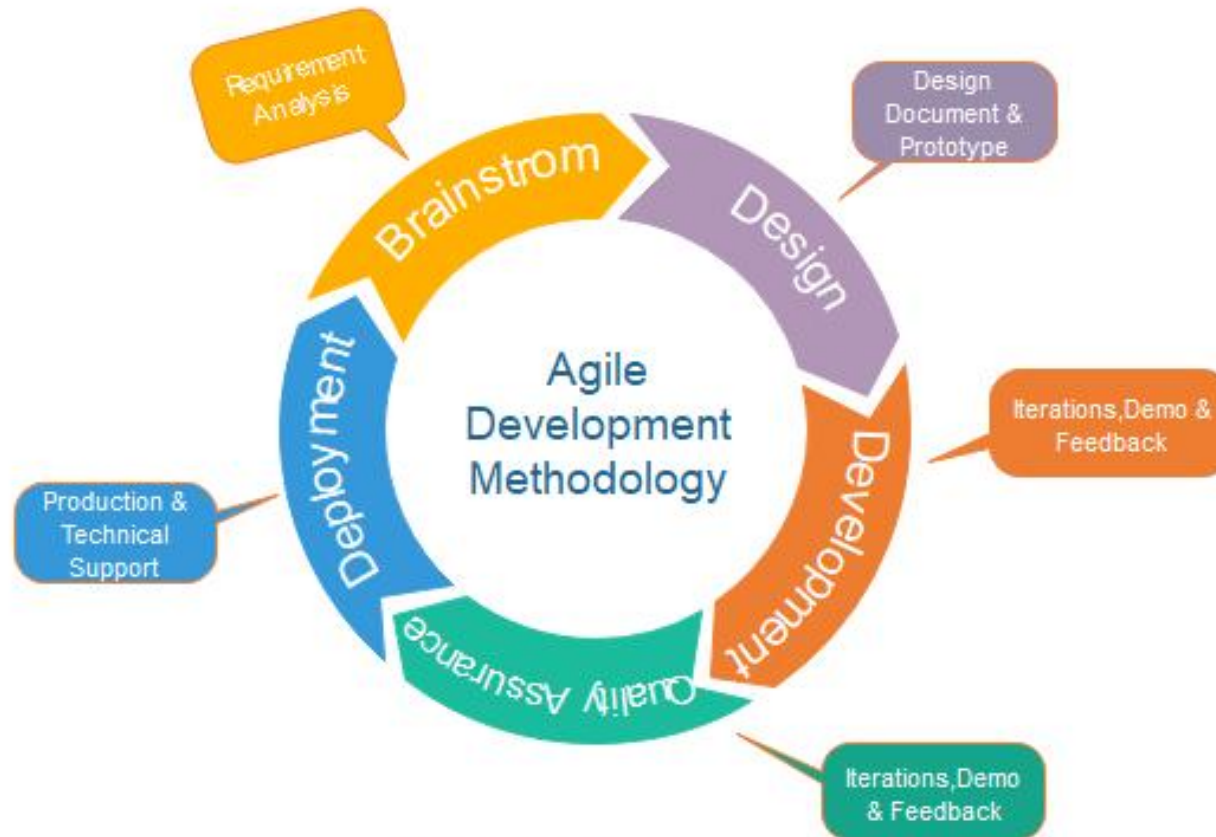 Requirement
Analysis
Brainstrom
Design
Document &
Prototype
Design
Iterations,Demo &
Feedback
Development
Agile
Development
Methodology
Production &
Technical
Support
Deployment
Quality Assurance
Iterations,Demo
& Feedback